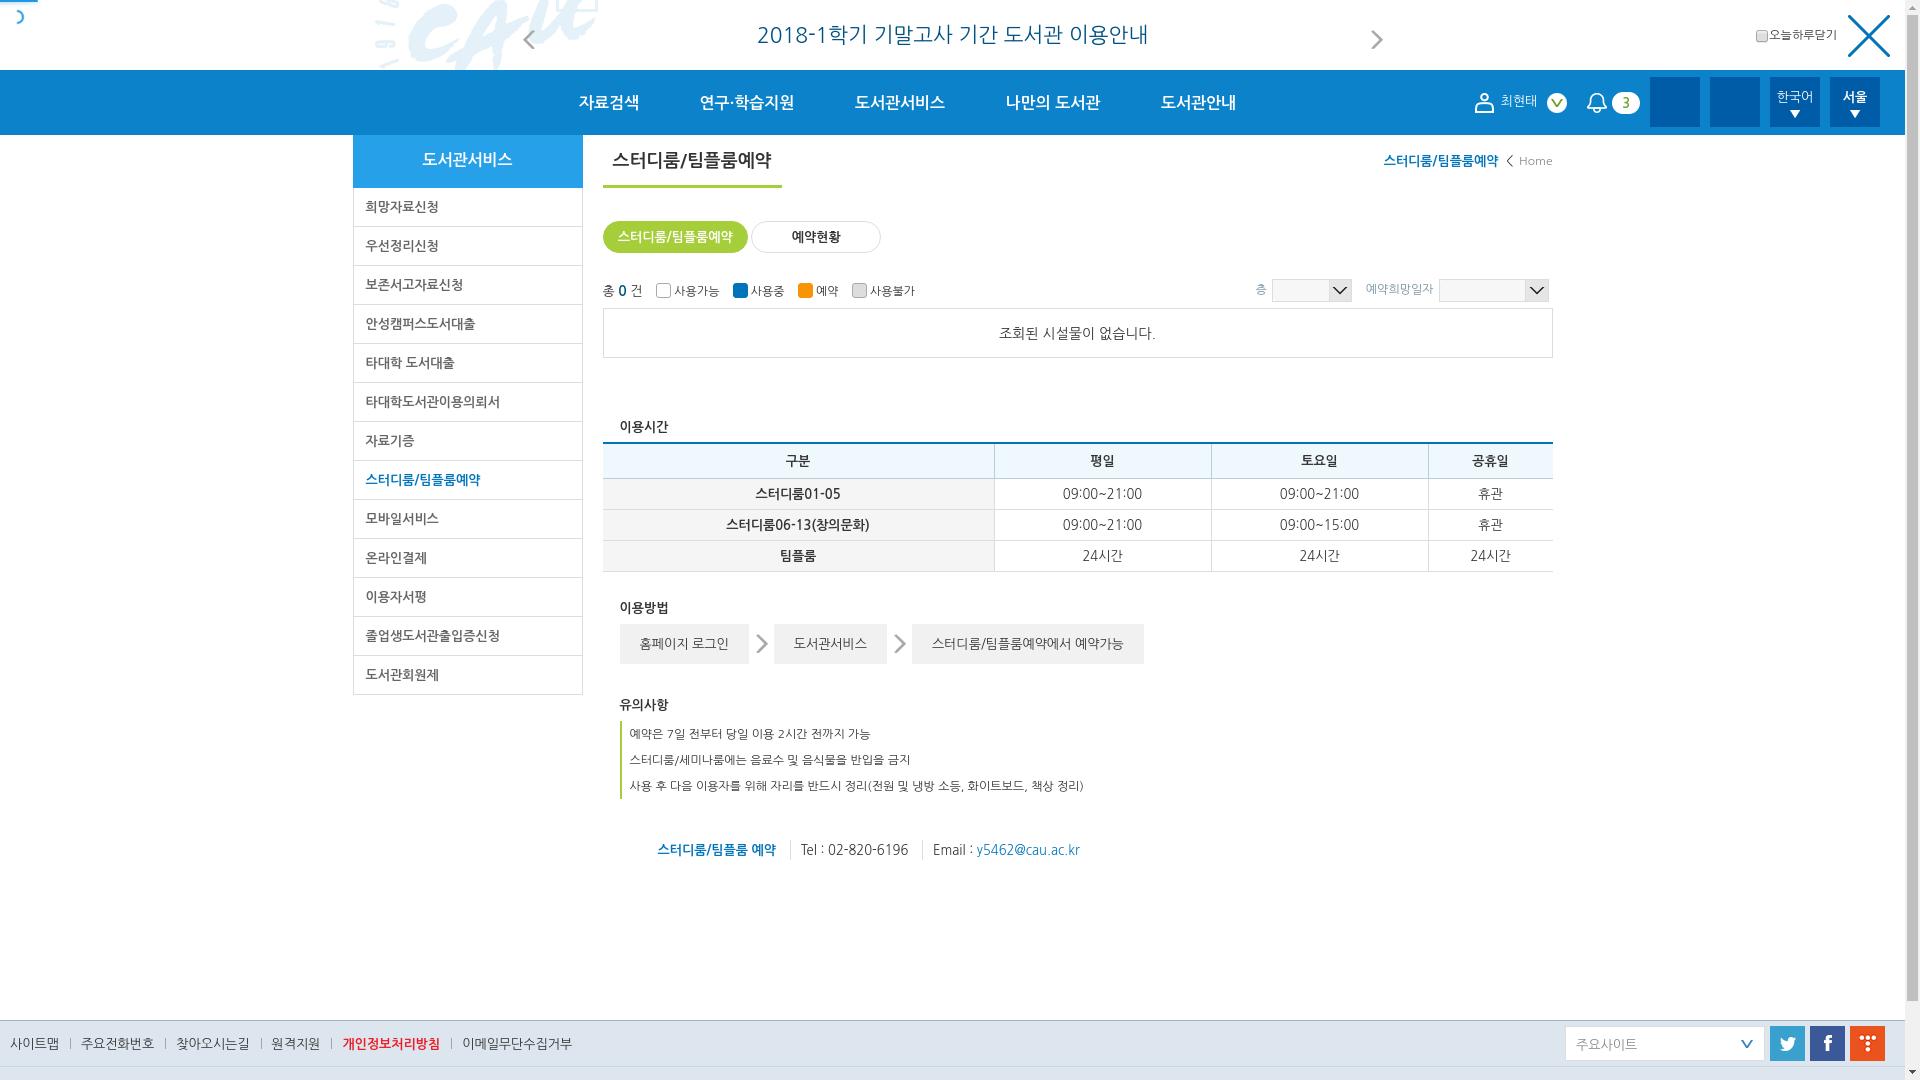 CAU
2018-1학기 기말고사 기간 도서관 이용안내
오늘하루닫기
자료검색 연구·학습지원 도서관서비스 나만의 도서관 도서관안내
최현태 3 한국어 서울
도서관서비스
희망자료신청
우선정리신청
보존서고자료신청
안성캠퍼스도서대출
타대학 도서대출
타대학도서관이용의뢰서
자료기증
스터디룸/팀플룸예약
모바일서비스
온라인결제
이용자서평
졸업생도서관출입증신청
도서관회원제
스터디룸/팀플룸예약
스터디룸/팀플룸예약 < Home
스터디룸/팀플룸예약 예약현황
총 0 건 사용가능 사용중 예약 사용불가 층 예약희망일자
조회된 시설물이 없습니다.
이용시간
구분 평일 토요일 공휴일
스터디룸01-05 09:00~21:00 09:00~21:00 휴관
스터디룸06-13(창의문화) 09:00~21:00 09:00~15:00 휴관
팀플룸 24시간 24시간 24시간
이용방법
홈페이지 로그인 도서관서비스 스터디룸/팀플룸예약에서 예약가능
유의사항
예약은 7일 전부터 당일 이용 2시간 전까지 가능
스터디룸/세미나룸에는 음료수 및 음식물을 반입을 금지
사용 후 다음 이용자를 위해 자리를 반드시 정리(전원 및 냉방 소등, 화이트보드, 책상 정리)
스터디룸/팀플룸 예약 Tel : 02-820-6196 Email : y5462@cau.ac.kr
사이트맵 주요전화번호 찾아오시는길 원격지원 개인정보처리방침 이메일무단수집거부
주요사이트